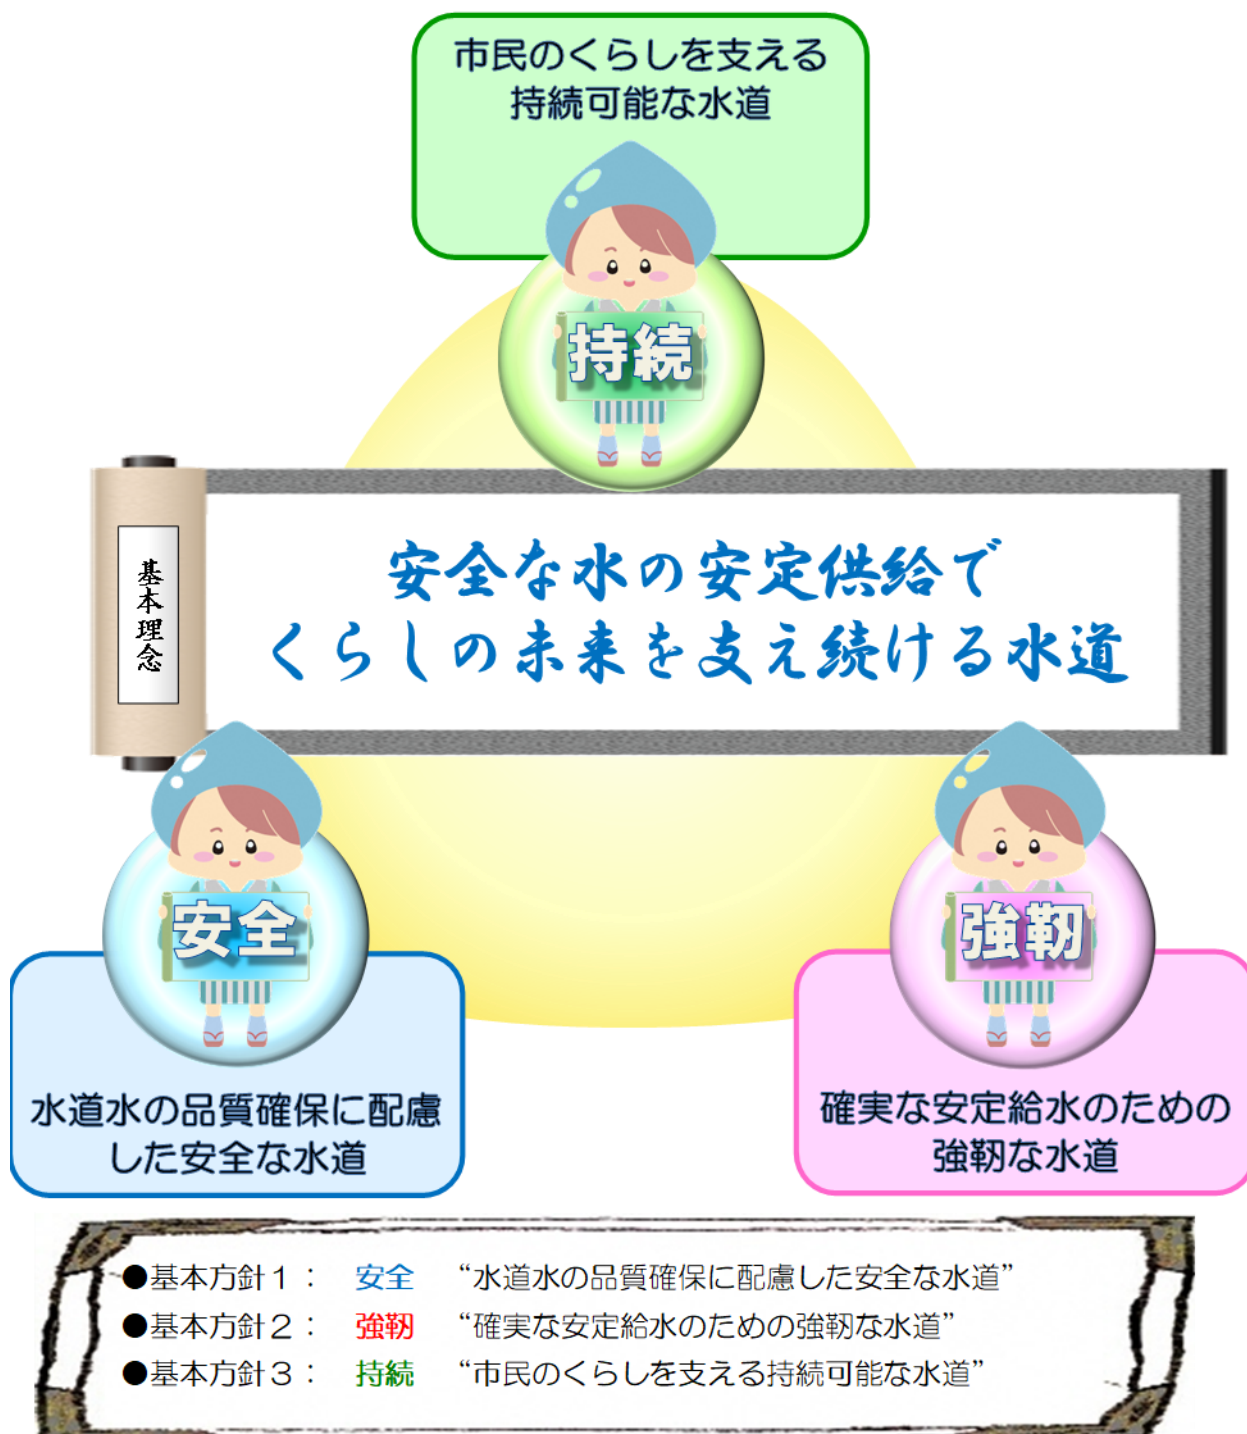 市民のくらしを支える
持続可能な水道
持続
基本理念
安全な水の安定供給で
くらしの未来を支え続ける水道
安全
強靭
水道水の品質確保に配慮
した安全な水道
確実な安定給水のための
強靭な水道
●基本方針１： 安全 “水道水の品質確保に配慮した安全な水道”
●基本方針２： 強靭 “確実な安定給水のための強靭な水道”
●基本方針３： 持続 “市民のくらしを支える持続可能な水道”